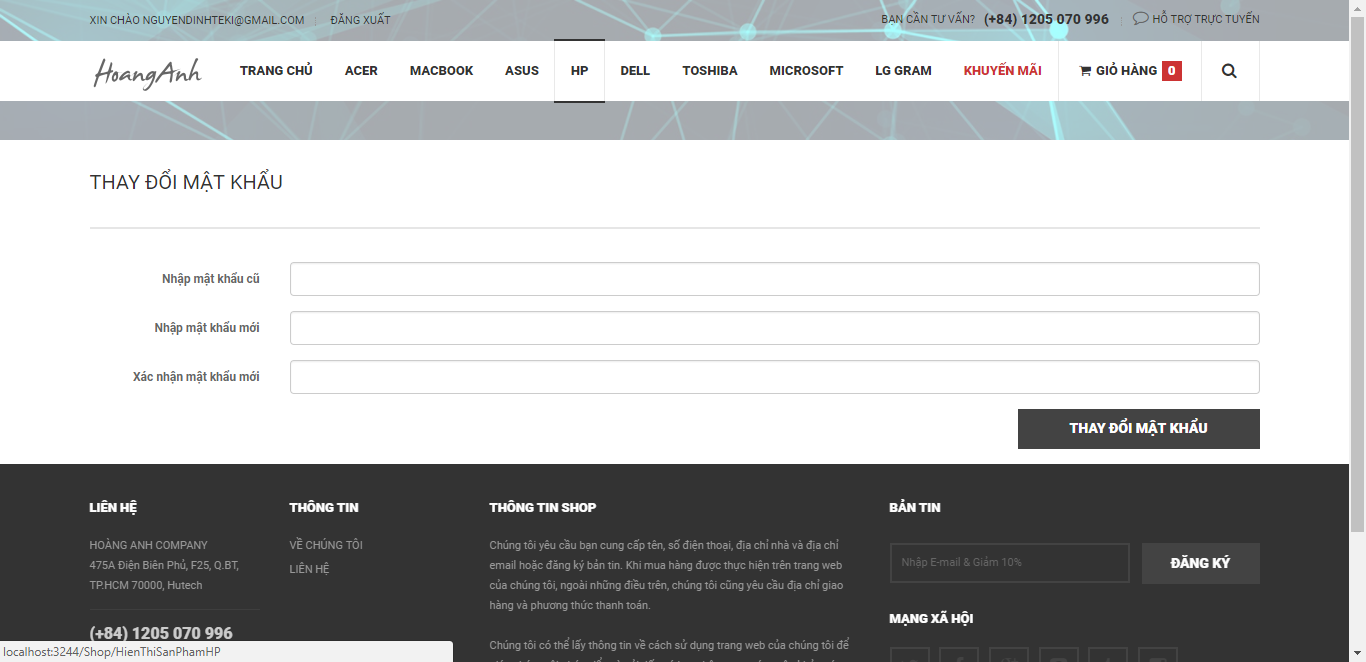 XIN CHÀO NGUYENDINHTEKI@GMAIL.COM ĐĂNG XUẤT BẠN CẦN TƯ VẤN? (+84) 1205 070 996 HỖ TRỢ TRỰC TUYẾN
HoangAnh TRANG CHỦ ACER MACBOOK ASUS HP DELL TOSHIBA MICROSOFT LG GRAM KHUYẾN MÃI GIỎ HÀNG 0
THAY ĐỔI MẬT KHẨU
Nhập mật khẩu cũ
Nhập mật khẩu mới
Xác nhận mật khẩu mới
THAY ĐỔI MẬT KHẨU
LIÊN HỆ
HOÀNG ANH COMPANY
475A Điện Biên Phủ, F25, Q.BT,
TP.HCM 70000, Hutech
(+84) 1205 070 996
THÔNG TIN
VỀ CHÚNG TÔI
LIÊN HỆ
THÔNG TIN SHOP
Chúng tôi yêu cầu bạn cung cấp tên, số điện thoại, địa chỉ nhà và địa chỉ
email hoặc đăng ký bản tin. Khi mua hàng được thực hiện trên trang web
của chúng tôi, ngoài những điều trên, chúng tôi cũng yêu cầu địa chỉ giao
hàng và phương thức thanh toán.
Chúng tôi có thể lấy thông tin về cách sử dụng trang web của chúng tôi để
BẢN TIN
Nhập E-mail & Giảm 10% ĐĂNG KÝ
MẠNG XÃ HỘI
localhost:3244/Shop/HienThiSanPhamHP